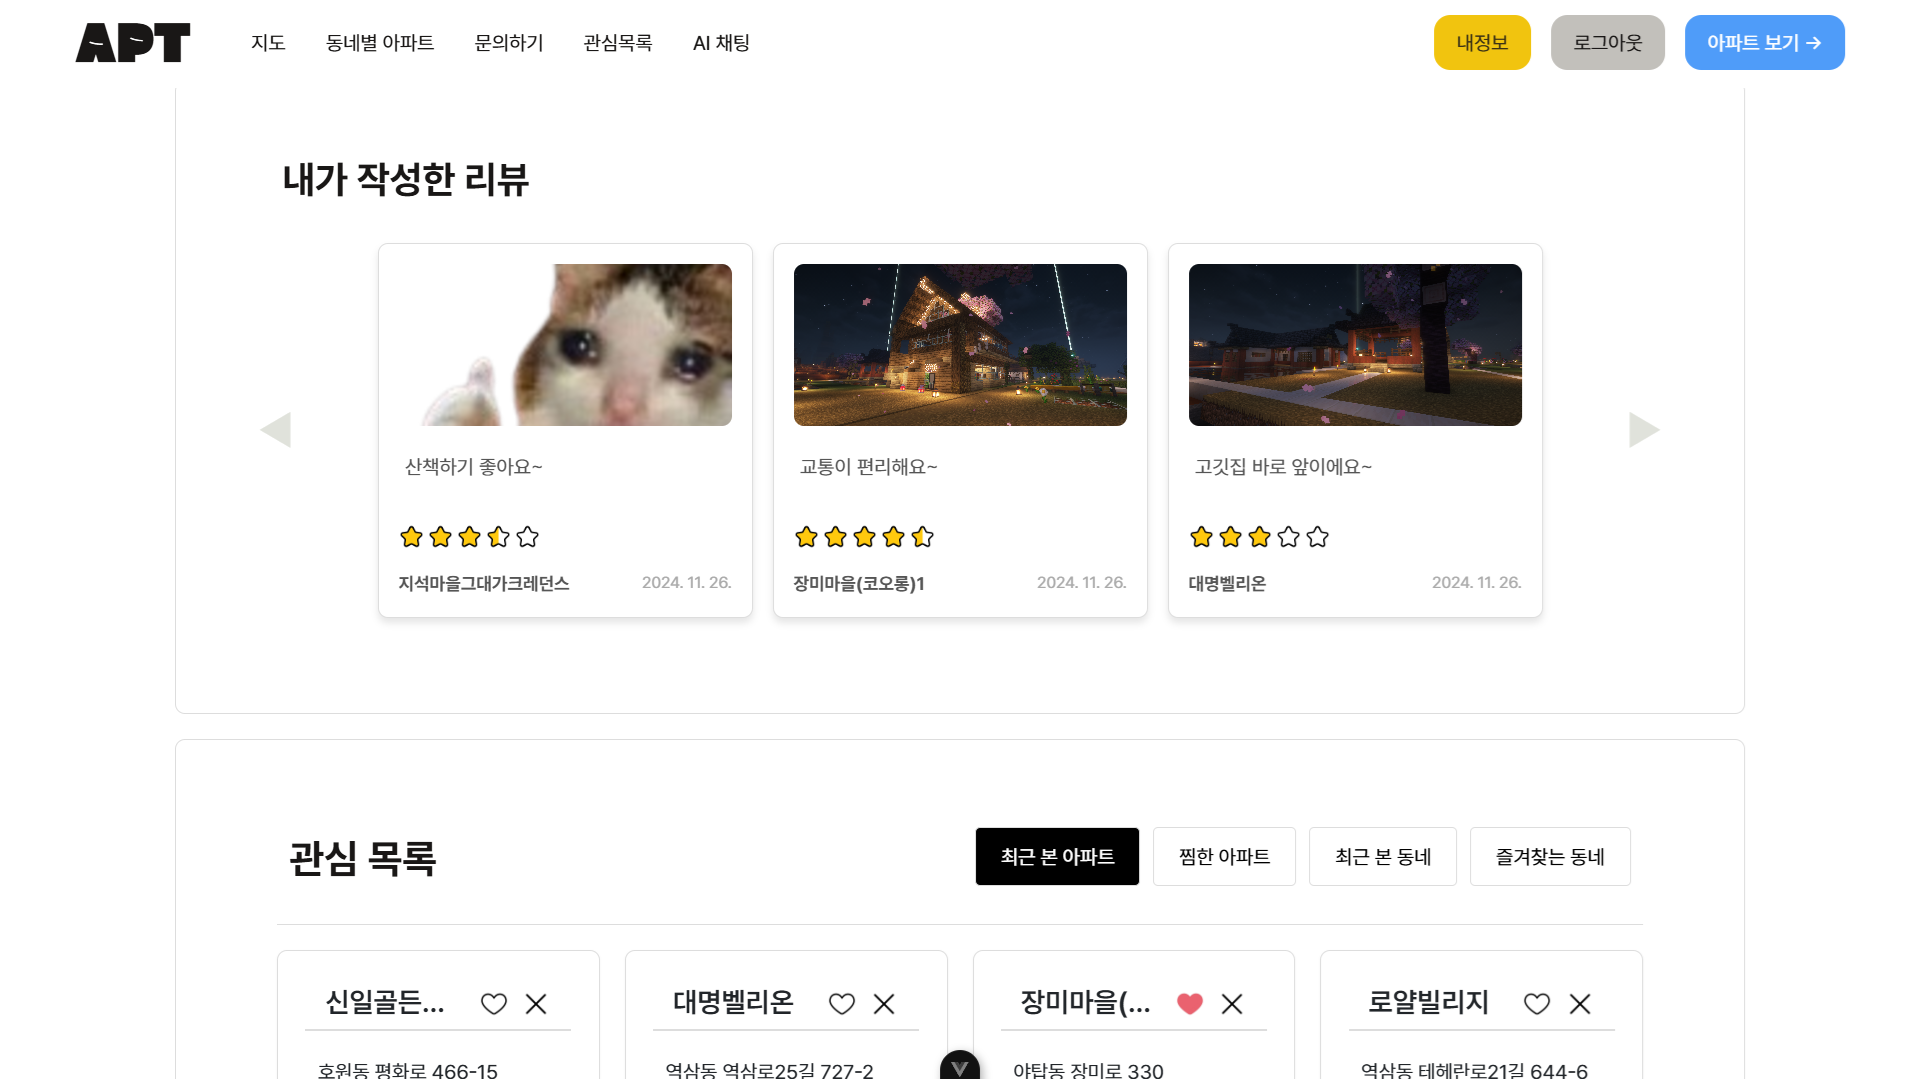 APT 지도 동네별 아파트 문의하기 관심목록 AI 채팅 내정보 로그아웃 아파트 보기 →
내가 작성한 리뷰
산책하기 좋아요~ 교통이 편리해요~ 고깃집 바로 앞이에요~
지석마을그대가크레던스 2024. 11. 26. 장미마을(코오롱)1 2024. 11. 26. 대명벨리온 2024. 11. 26.
관심 목록 최근 본 아파트 찜한 아파트 최근 본 동네 즐겨찾는 동네
신일골든... 대명벨리온 장미마을(... 로얄빌리지
호원동 평화로 466-15 역삼동 역삼로25길 727-2 야탑동 장미로 330 역삼동 테헤란로21길 644-6